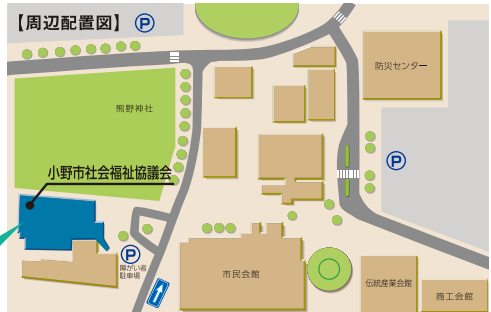 【周辺配置図】 P
防災センター
熊野神社
小野市社会福祉協議会
P
P
障がい者
駐車場
市民会館
伝統産業会館
商工会館